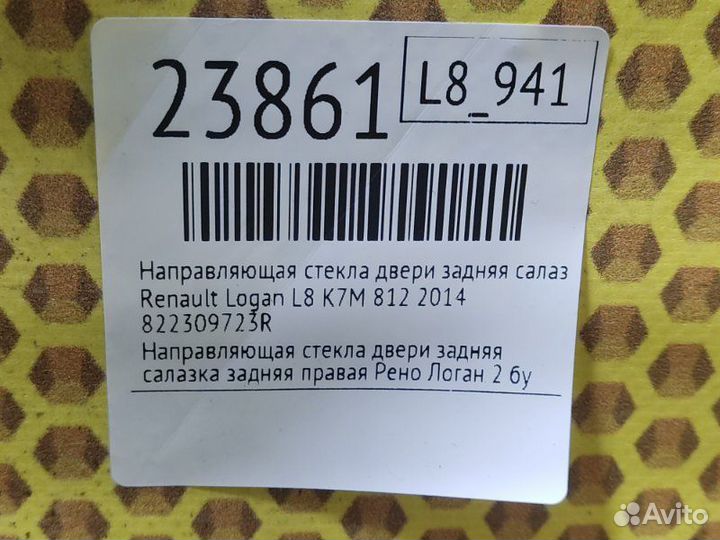 23861
L8_941
Направляющая стекла двери задняя салаз
Renault Logan L8 K7M 812 2014
822309723R
Направляющая стекла двери задняя
салазка задняя правая Рено Логан 2 бу
Avito